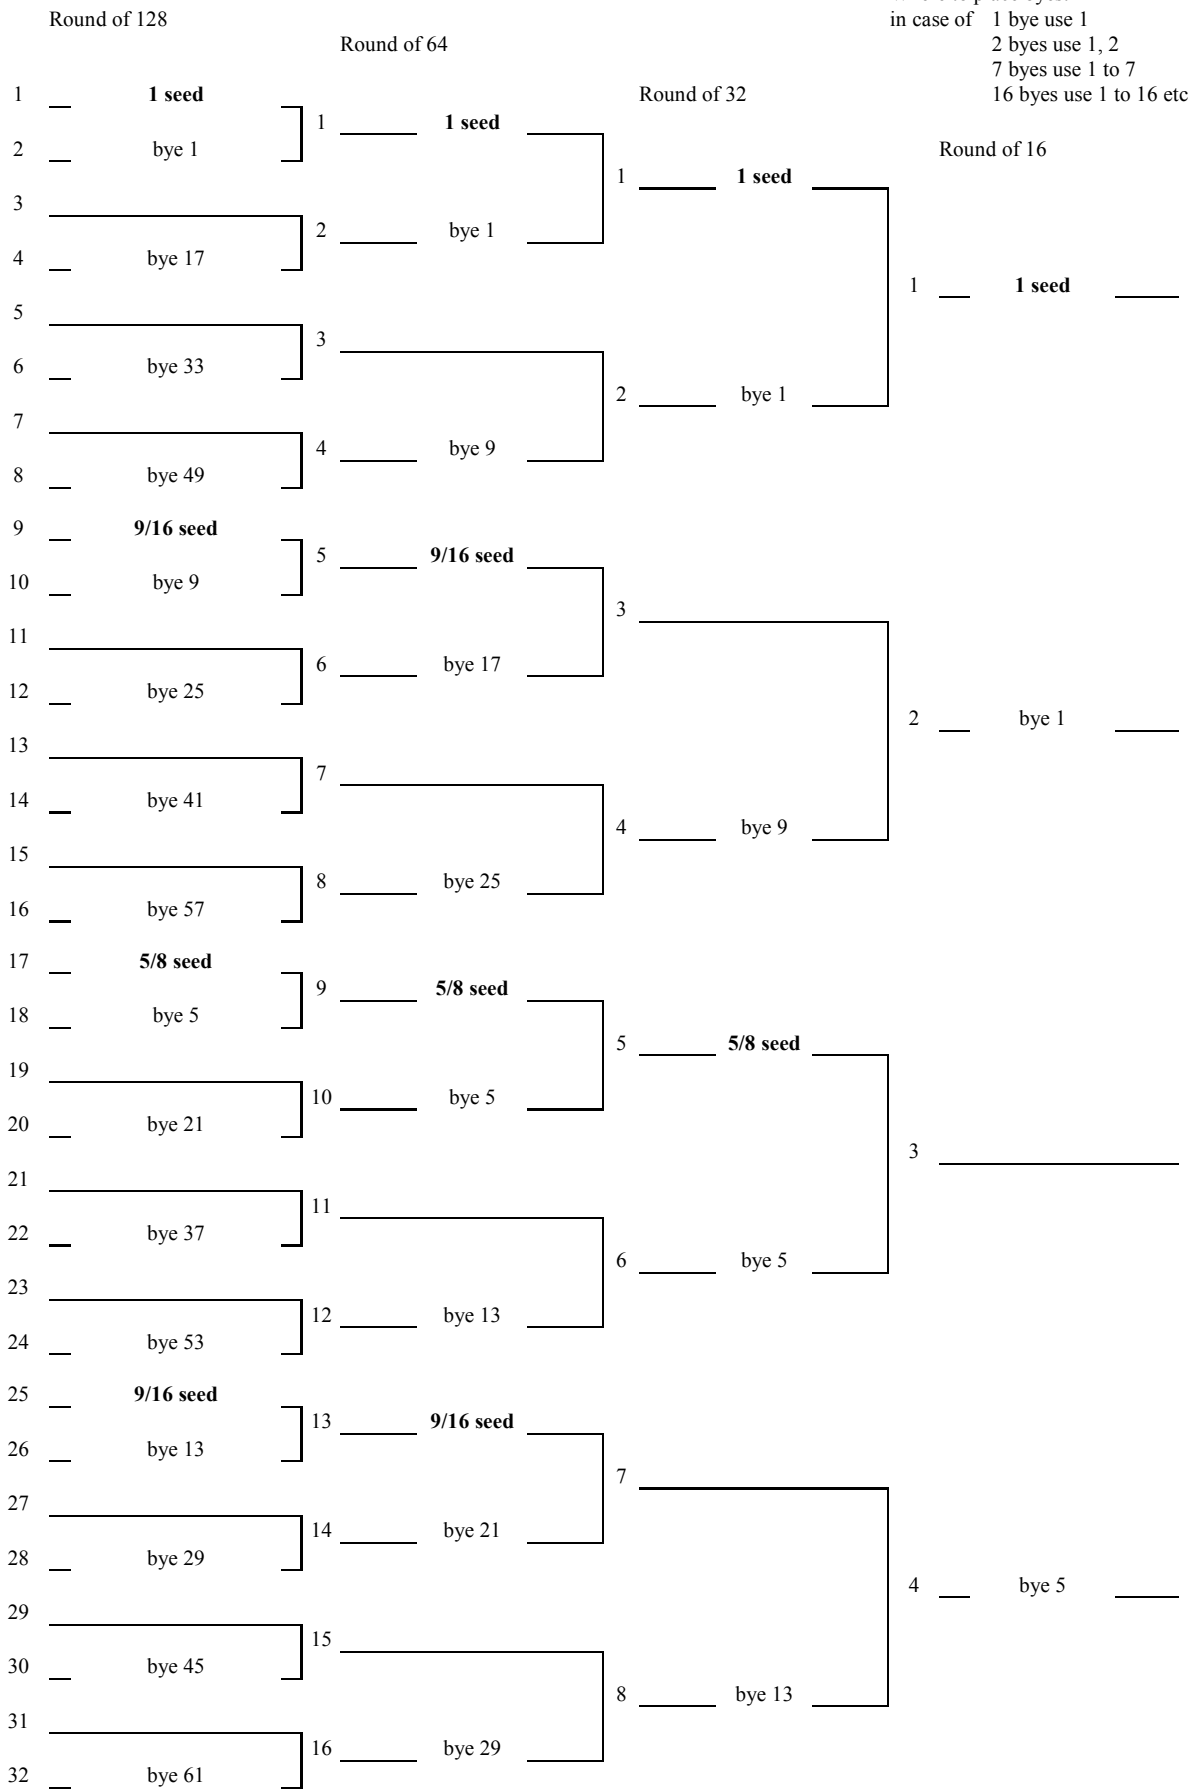 Round of 128
in case of 1 bye use 1
Round of 64
2 byes use 1, 2
7 byes use 1 to 7
1 1 seed
Round of 32
16 byes use 1 to 16 etc
1 1 seed
2 bye 1
Round of 16
1 1 seed
3
2 bye 1
4 bye 17
1 1 seed
5
3
6 bye 33
2 bye 1
7
4 bye 9
8 bye 49
9 9/16 seed
5 9/16 seed
10 bye 9
3
11
6 bye 17
12 bye 25
2 bye 1
13
7
14 bye 41
4 bye 9
15
8 bye 25
16 bye 57
17 5/8 seed
9 5/8 seed
18 bye 5
5 5/8 seed
19
10 bye 5
20 bye 21
3
21
11
22 bye 37
6 bye 5
23
12 bye 13
24 bye 53
25 9/16 seed
13 9/16 seed
26 bye 13
7
27
14 bye 21
28 bye 29
4 bye 5
29
15
30 bye 45
8 bye 13
31
16 bye 29
32 bye 61